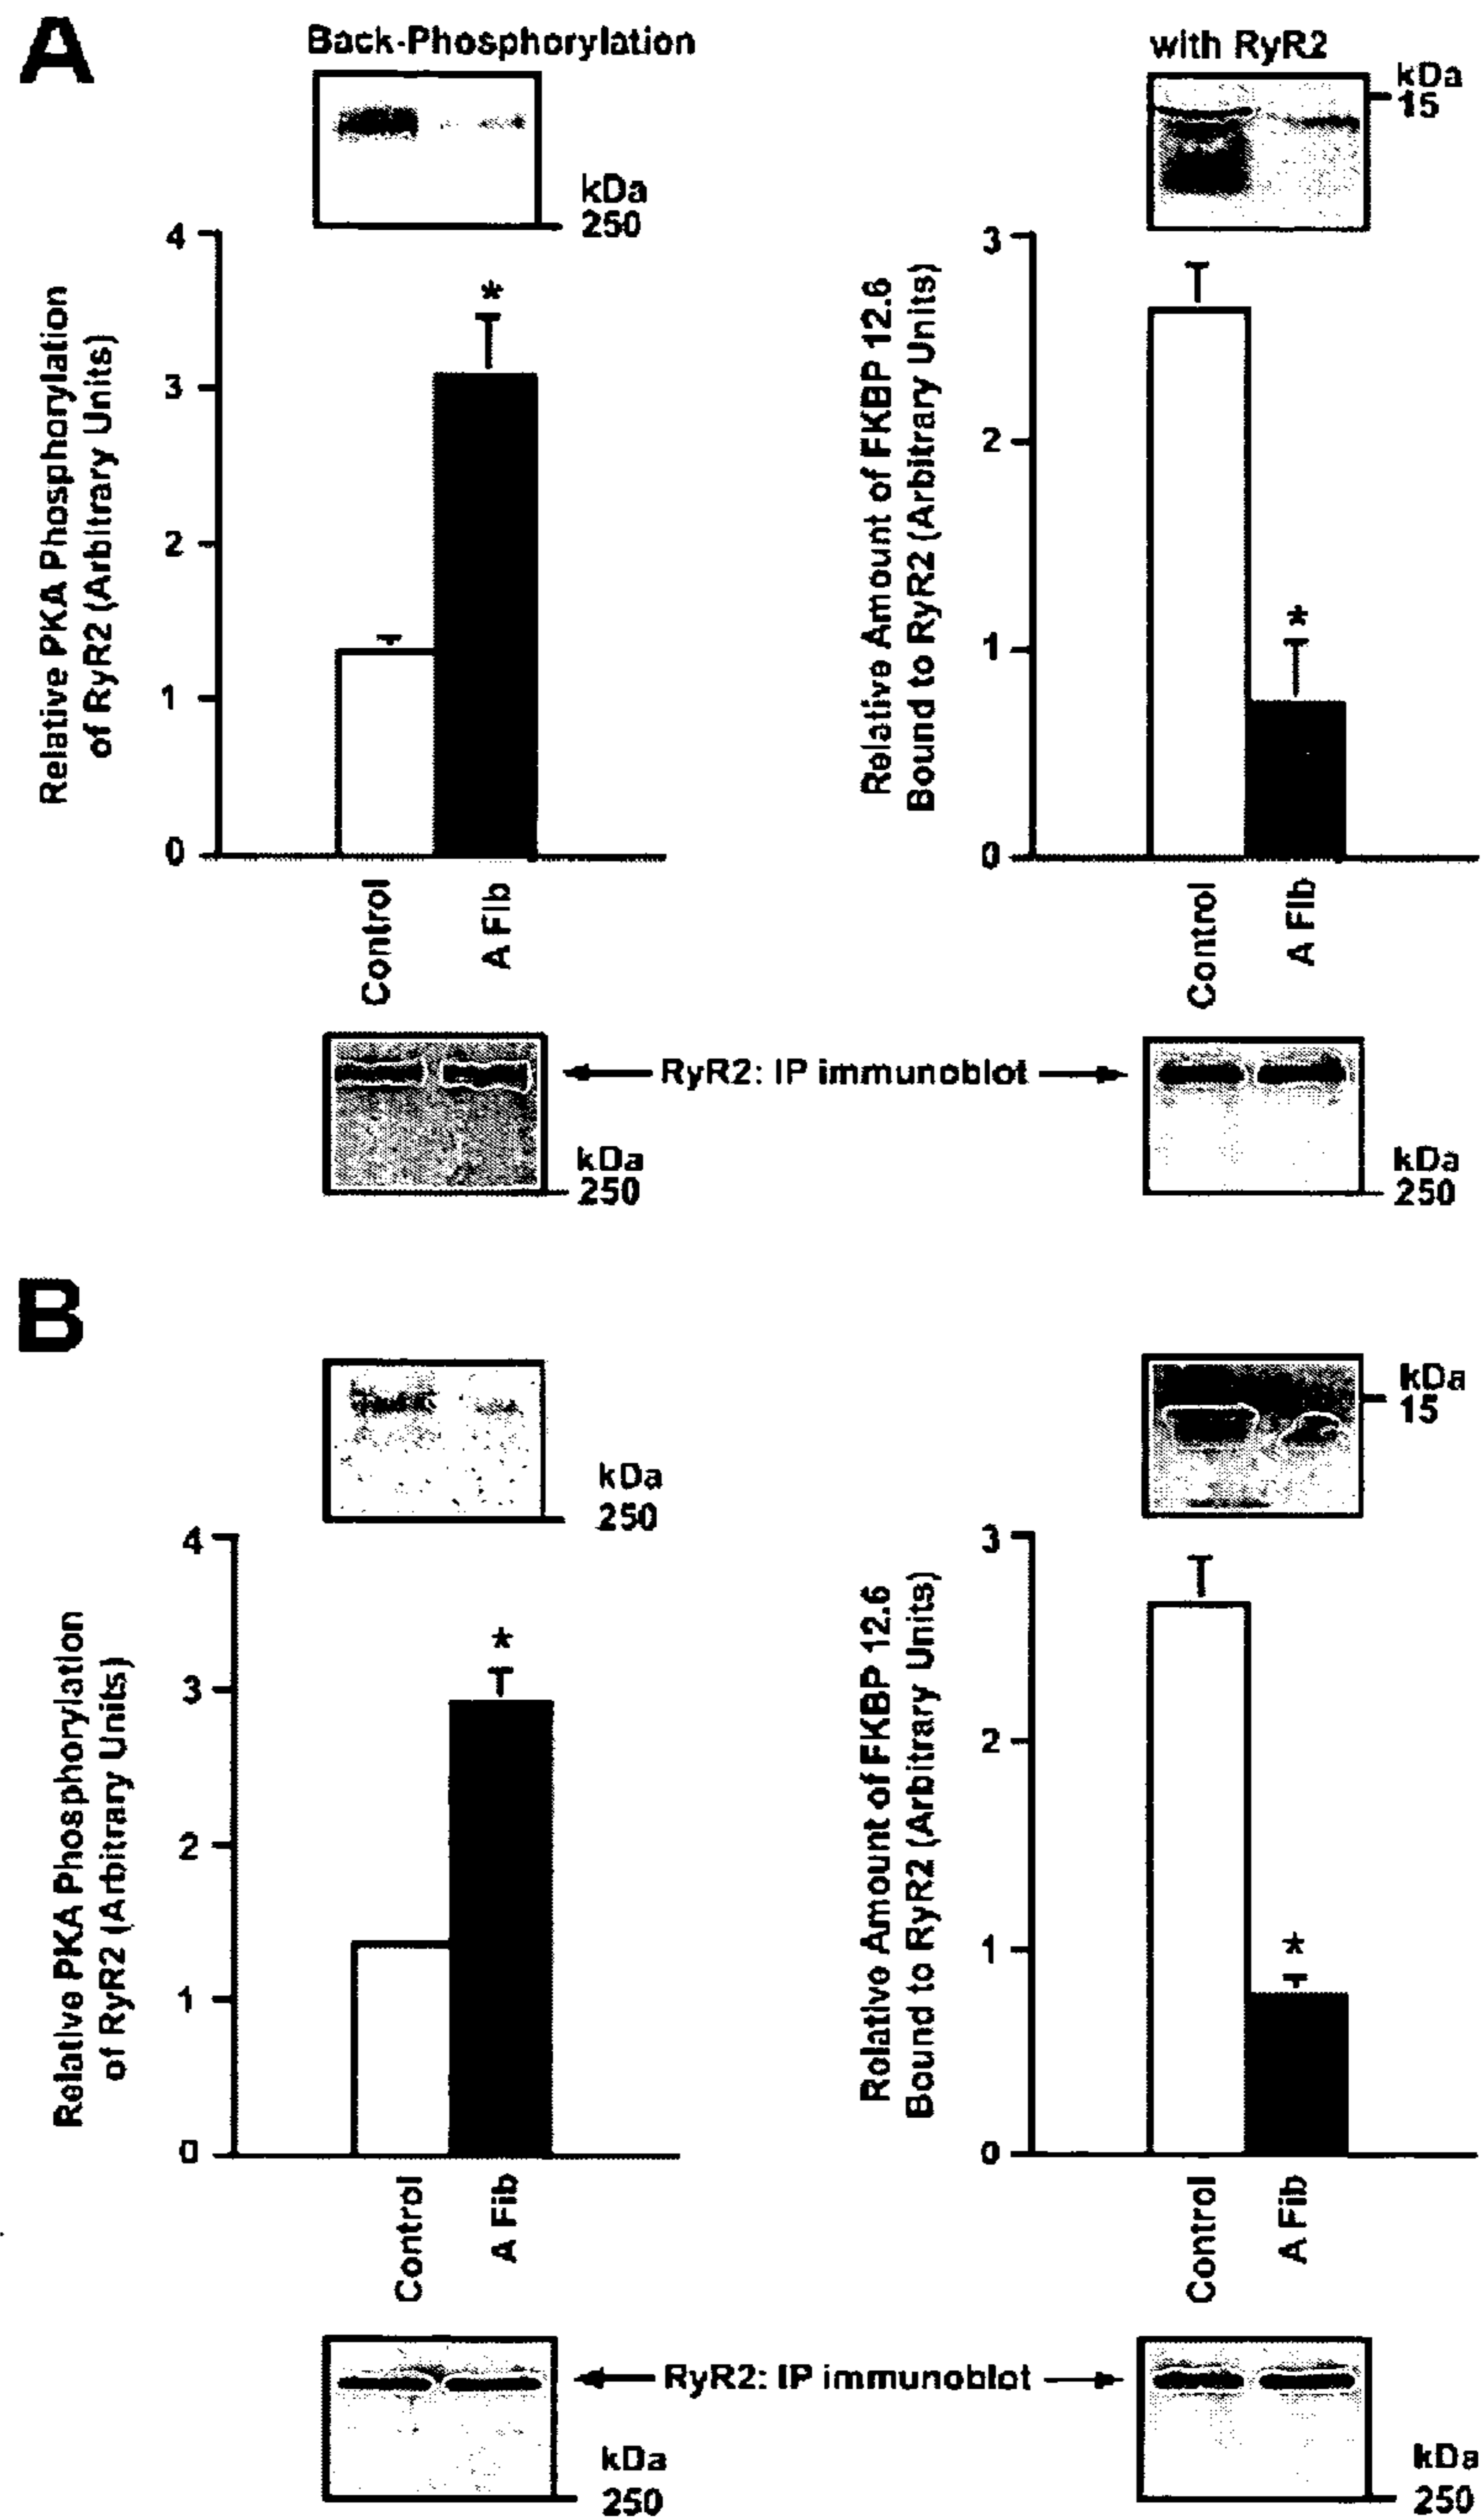 A
Back-Phosphorylation
with RyR2
kDa
15
kDa
250
Relative PKA Phosphorylation
of RyR2 (Arbitrary Units)
4
3
2
1
0
*
Control
A Fib
Relative Amount of FKBP 12.6
Bound to RyR2 (Arbitrary Units)
3
2
1
0
*
Control
A Fib
RyR2: IP immunoblot
kDa
250
kDa
250
B
kDa
250
kDa
15
Relative PKA Phosphorylation
of RyR2 (Arbitrary Units)
4
3
2
1
0
*
Control
A Fib
Relative Amount of FKBP 12.6
Bound to RyR2 (Arbitrary Units)
3
2
1
0
*
Control
A Fib
RyR2: IP immunoblot
kDa
250
kDa
250